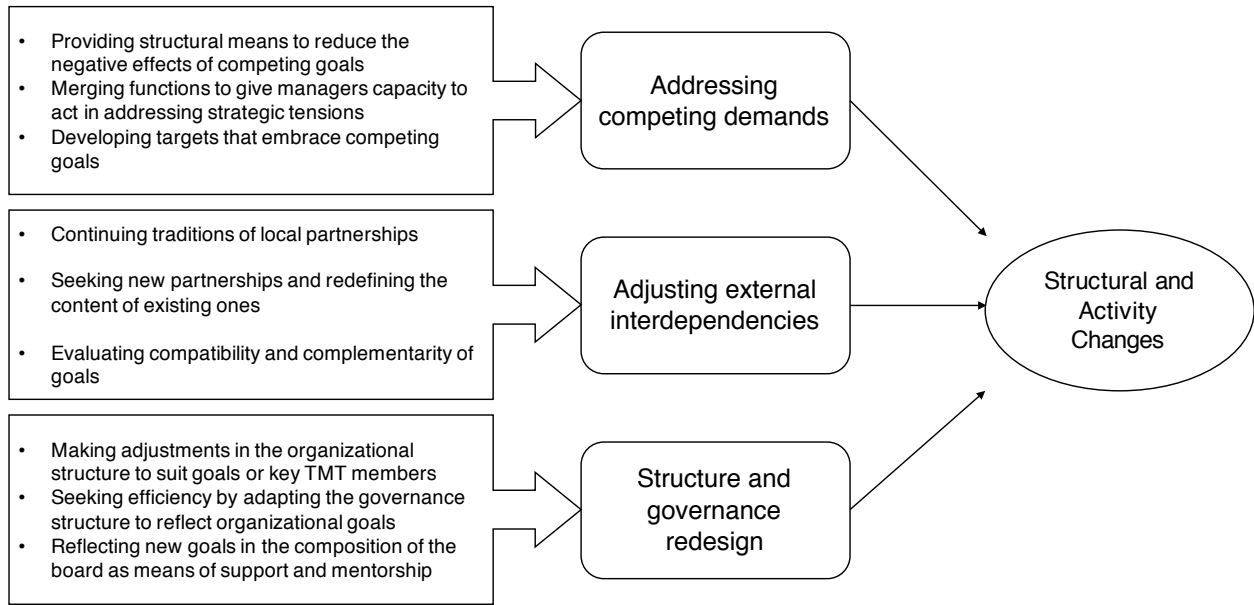 • Providing structural means to reduce the
negative effects of competing goals
• Merging functions to give managers capacity to
act in addressing strategic tensions
• Developing targets that embrace competing
goals
Addressing
competing demands
• Continuing traditions of local partnerships
• Seeking new partnerships and redefining the
content of existing ones
• Evaluating compatibility and complementarity of
goals
Adjusting external
interdependencies
Structural and
Activity
Changes
• Making adjustments in the organizational
structure to suit goals or key TMT members
• Seeking efficiency by adapting the governance
structure to reflect organizational goals
• Reflecting new goals in the composition of the
board as means of support and mentorship
Structure and
governance
redesign